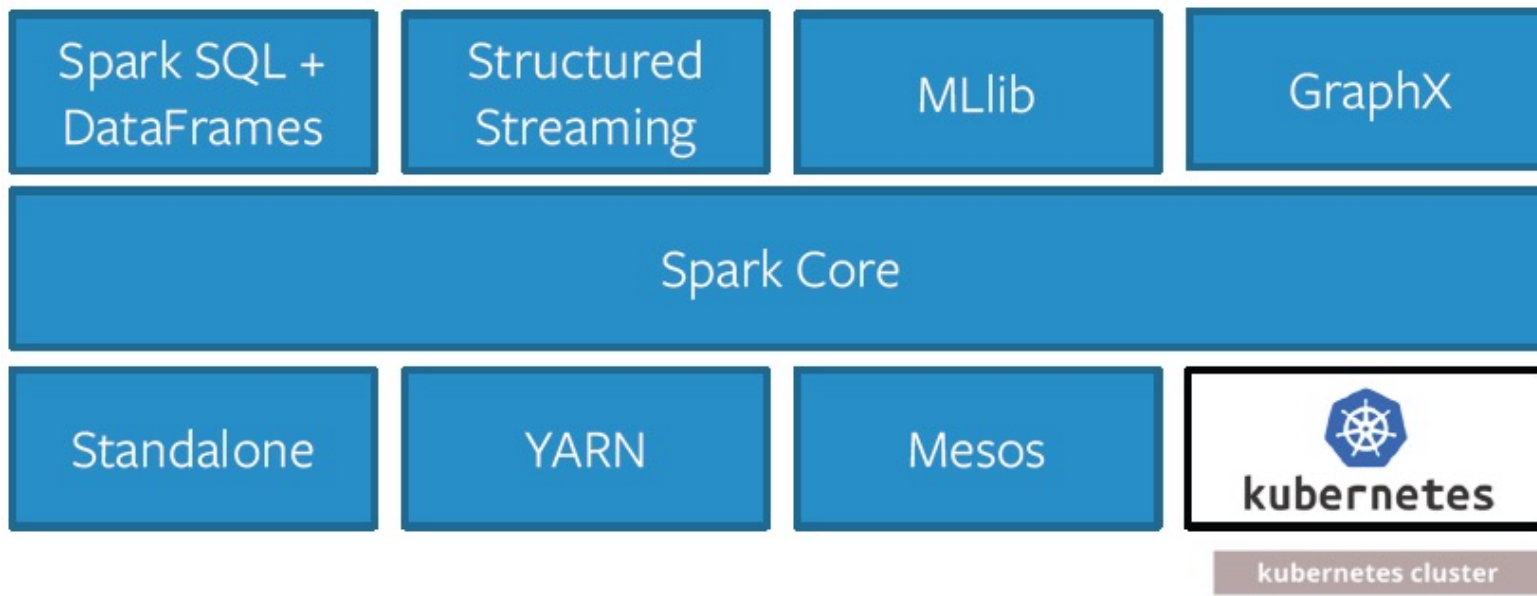 Spark SQL +
DataFrames
Structured
Streaming
MLlib
GraphX
Spark Core
Standalone
YARN
Mesos
kubernetes
kubernetes cluster